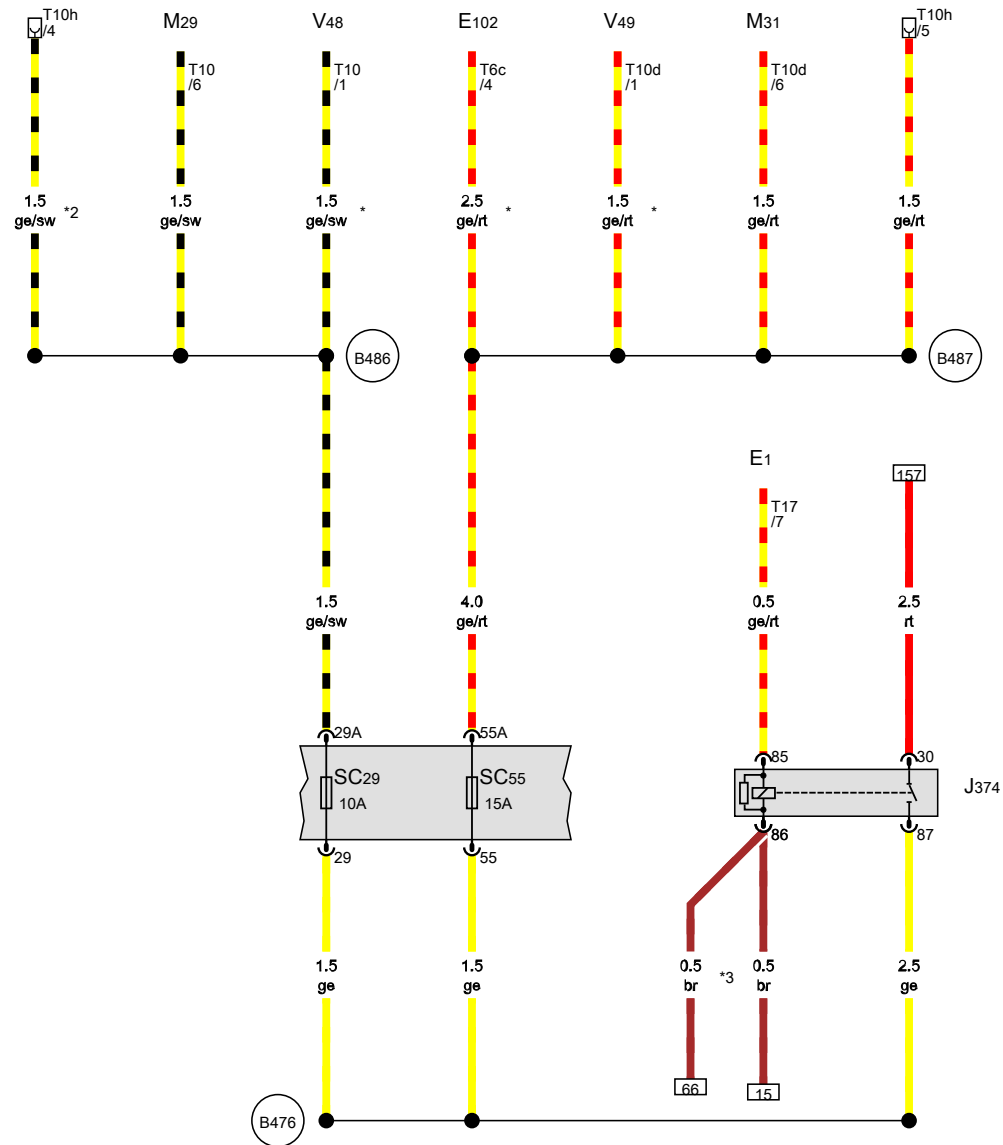 T10h
/4
M29
V48
E102
V49
M31
T10h
/5
T10
/6
T10
/1
T6c
/4
T10d
/1
T10d
/6
1.5
ge/sw
*2
1.5
ge/sw
1.5
ge/sw
*
2.5
ge/rt
*
1.5
ge/rt
*
1.5
ge/rt
1.5
ge/rt
B486
B487
E1
157
T17
/7
1.5
ge/sw
4.0
ge/rt
0.5
ge/rt
2.5
rt
29A
55A
85
30
SC29
10A
SC55
15A
J374
29
55
86
87
1.5
ge
1.5
ge
0.5
br
*3
0.5
br
2.5
ge
66
15
B476